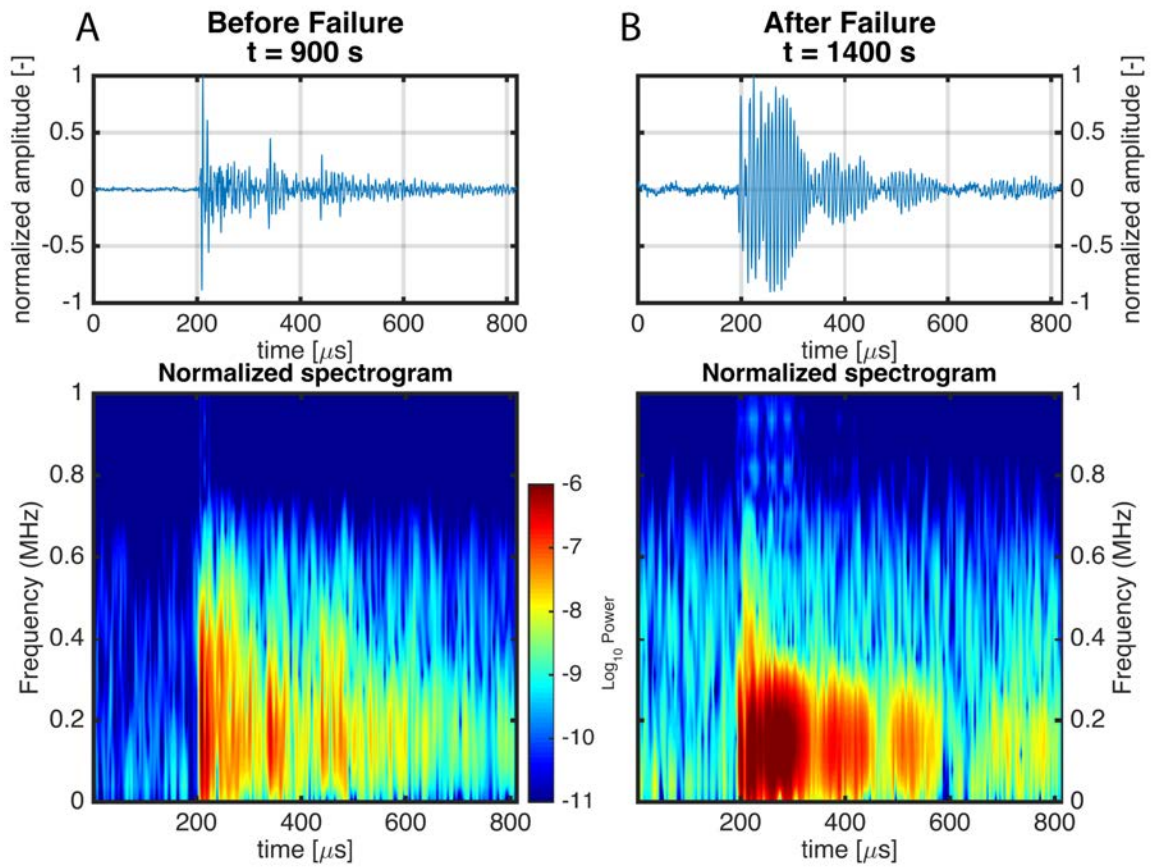 A
Before Failure
t = 900 s
normalized amplitude [-]
1
0.5
0
-0.5
-1
0 200 400 600 800
time [μs]
B
After Failure
t = 1400 s
1
0.5
0
-0.5
-1
normalized amplitude [-]
0 200 400 600 800
time [μs]
Normalized spectrogram
Frequency (MHz)
1
0.8
0.6
0.4
0.2
0
200 400 600 800
time [μs]
-6
-7
-8
-9
-10
-11
Log10 Power
Normalized spectrogram
1
0.8
0.6
0.4
0.2
0
Frequency (MHz)
200 400 600 800
time [μs]